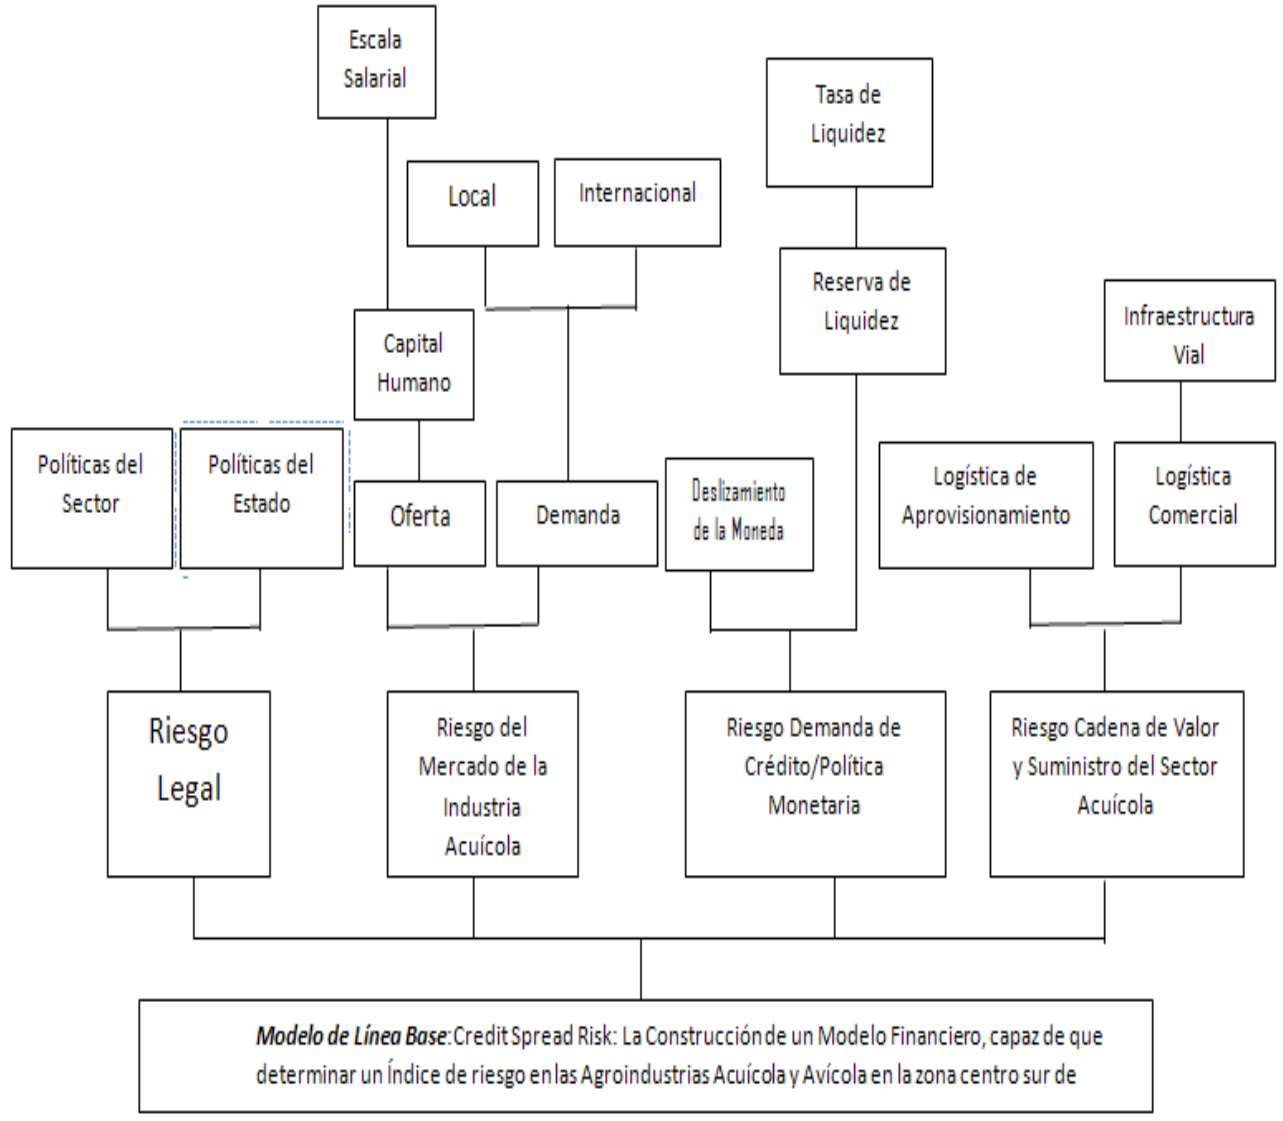 Escala
Salarial
Tasa de
Liquidez
Local
Internacional
Reserva de
Liquidez
Infraestructura
Vial
Capital
Humano
Políticas del
Sector
Políticas del
Estado
Oferta
Demanda
Deslizamiento
de la Moneda
Logística de
Aprovisionamiento
Logística
Comercial
Riesgo
Legal
Riesgo del
Mercado de la
Industria
Acuícola
Riesgo Demanda de
Crédito/Política
Monetaria
Riesgo Cadena de Valor
y Suministro del Sector
Acuícola
Modelo de Línea Base: Credit Spread Risk: La Construcción de un Modelo Financiero, capaz de que
determinar un Índice de riesgo en las Agroindustrias Acuícola y Avícola en la zona centro sur de